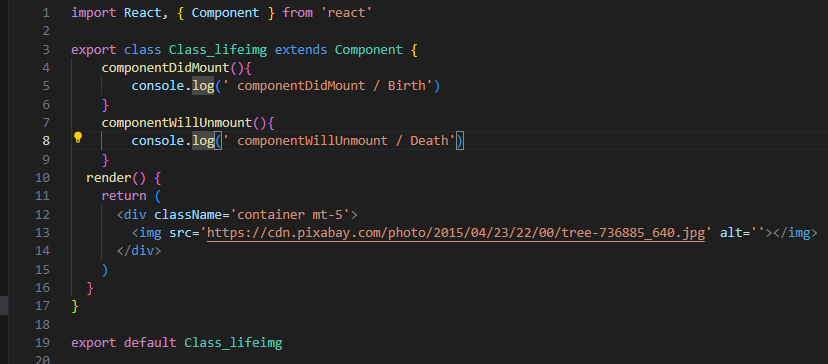 1 import React, { Component } from 'react'
2
3 export class Class_lifeimg extends Component {
4     componentDidMount(){
5         console.log(' componentDidMount / Birth')
6     }
7     componentWillUnmount(){
8         console.log(' componentWillUnmount / Death')
9     }
10   render() {
11     return (
12       <div className='container mt-5'>
13         <img src='https://cdn.pixabay.com/photo/2015/04/23/22/00/tree-736885_640.jpg' alt=''></img>
14       </div>
15     )
16   }
17 }
18
19 export default Class_lifeimg
20